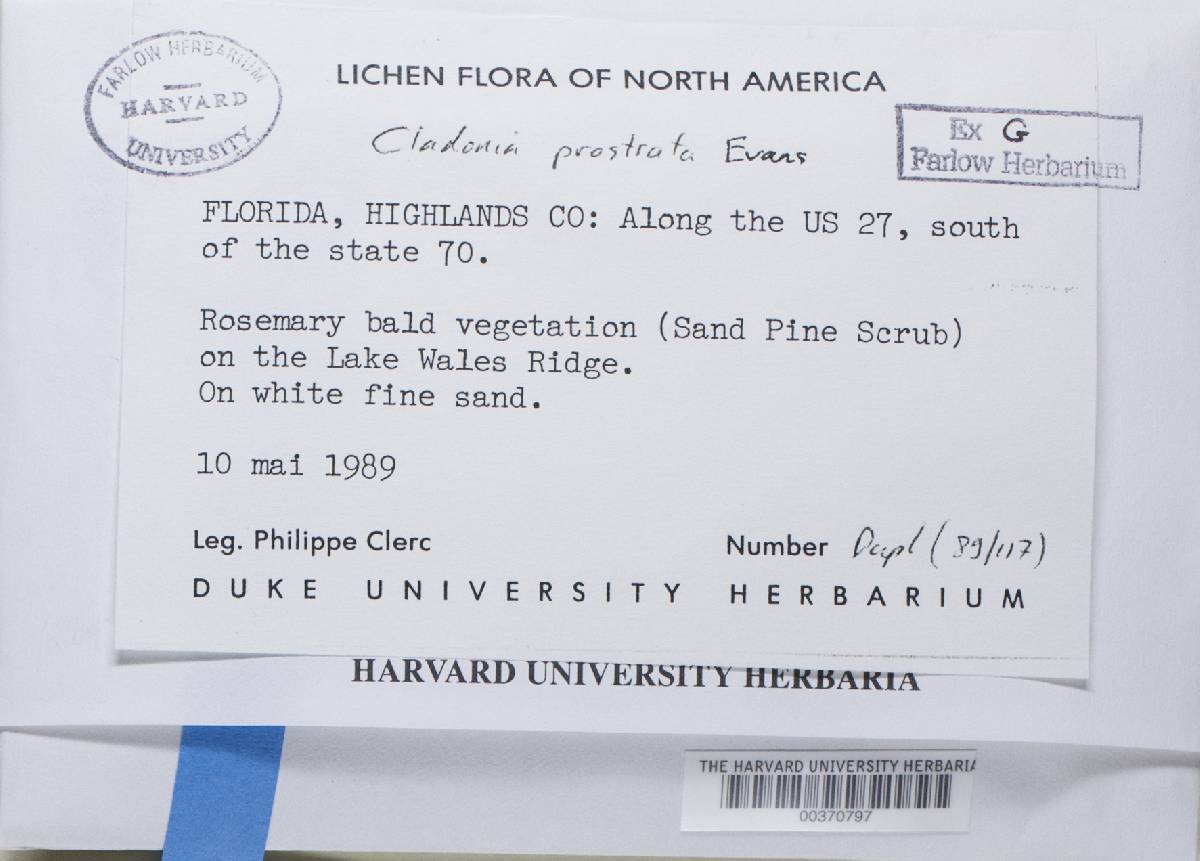 FARLOW HERBARIUM
HARVARD
UNIVERSITY
LICHEN FLORA OF NORTH AMERICA
Ex G
Farlow Herbarium
Cladonia prostrata Evans
FLORIDA, HIGHLANDS CO: Along the US 27, south
of the state 70.
Rosemary bald vegetation (Sand Pine Scrub)
on the Lake Wales Ridge.
On white fine sand.
10 mai 1989
Leg. Philippe Clerc
Number Dupl (89/117)
DUKE UNIVERSITY HERBARIUM
HARVARD UNIVERSITY HERBARIA
THE HARVARD UNIVERSITY HERBARIA
00370797